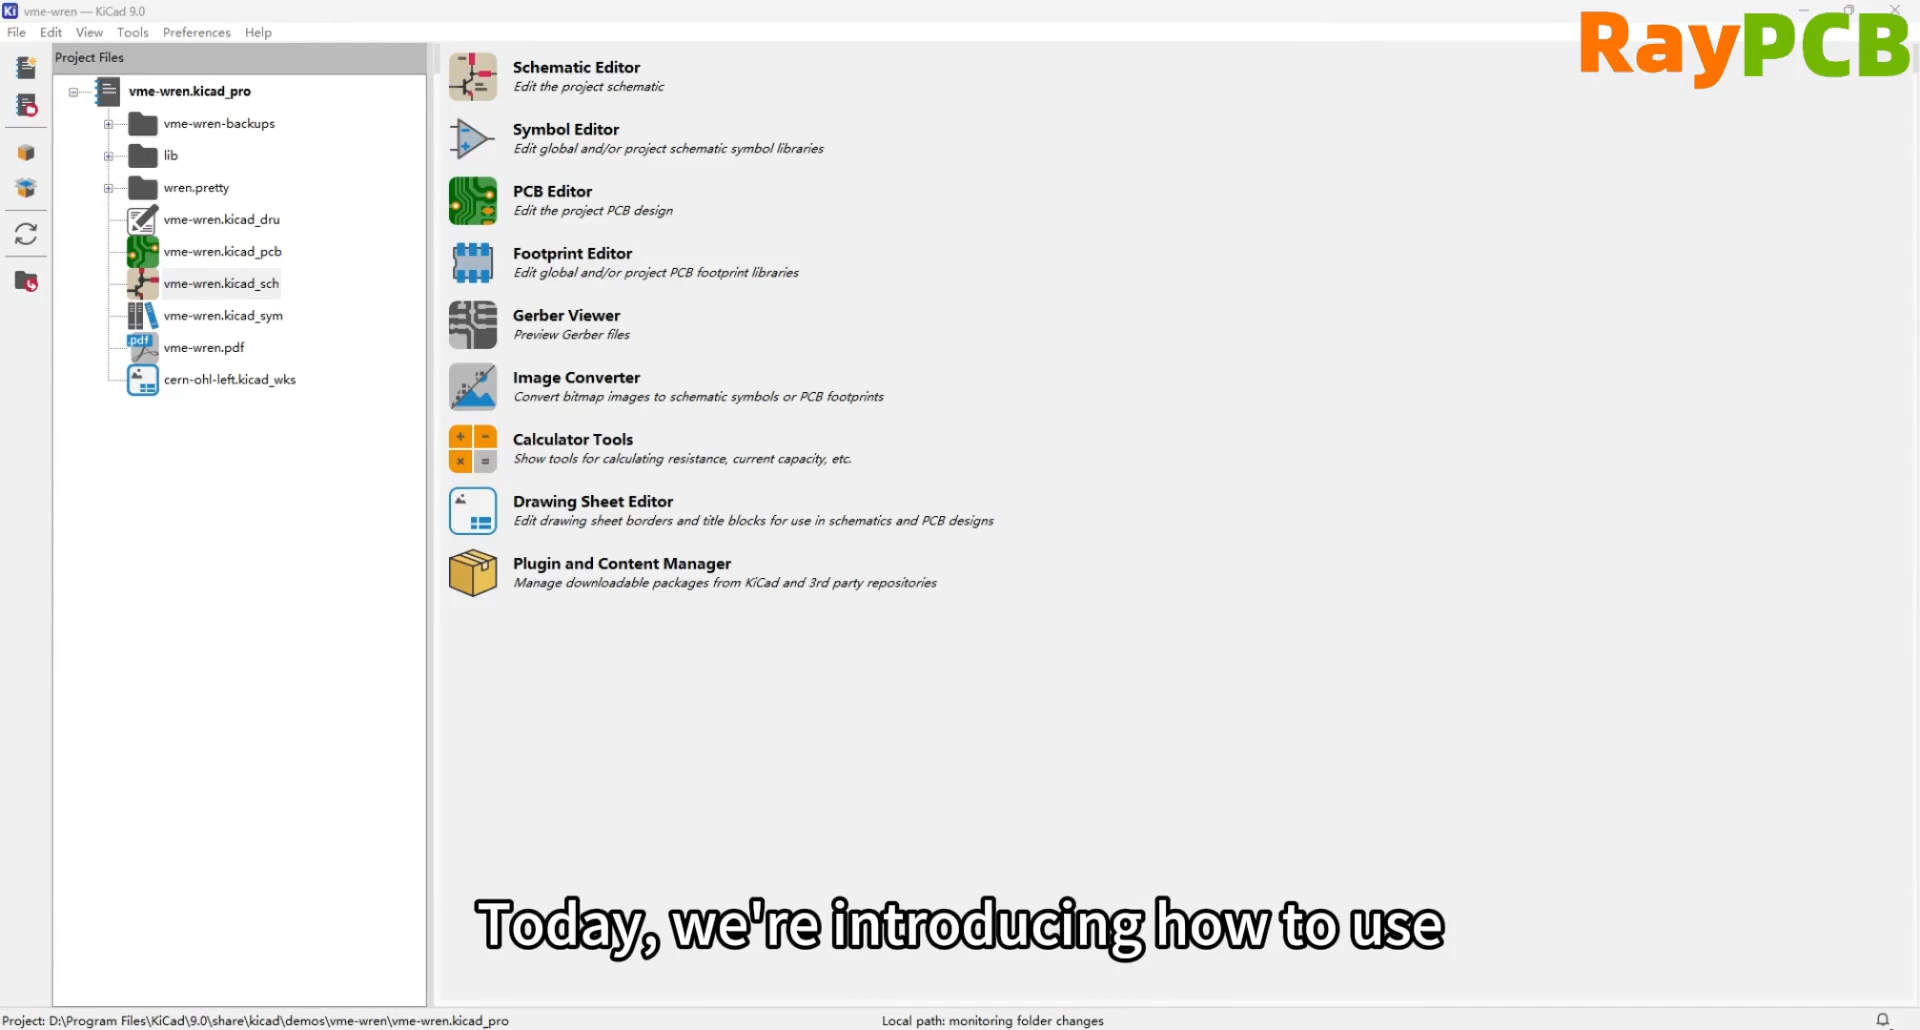 vme-wren — KiCad 9.0
File Edit View Tools Preferences Help
RayPCB
Project Files
vme-wren.kicad_pro
vme-wren-backups
lib
wren.pretty
vme-wren.kicad_dru
vme-wren.kicad_pcb
vme-wren.kicad_sch
vme-wren.kicad_sym
.pdf
vme-wren.pdf
cern-ohl-left.kicad_wks
Schematic Editor
Edit the project schematic
Symbol Editor
Edit global and/or project schematic symbol libraries
PCB Editor
Edit the project PCB design
Footprint Editor
Edit global and/or project PCB footprint libraries
Gerber Viewer
Preview Gerber files
Image Converter
Convert bitmap images to schematic symbols or PCB footprints
Calculator Tools
Show tools for calculating resistance, current capacity, etc.
Drawing Sheet Editor
Edit drawing sheet borders and title blocks for use in schematics and PCB designs
Plugin and Content Manager
Manage downloadable packages from KiCad and 3rd party repositories
Today, we're introducing how to use
Project: D:\Program Files\KiCad\9.0\share\kicad\demos\vme-wren\vme-wren.kicad_pro
Local path: monitoring folder changes